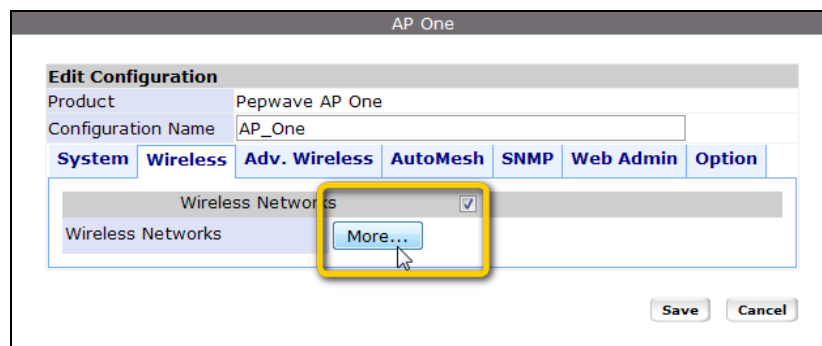 AP One
Edit Configuration
Product Pepwave AP One
Configuration Name AP_One
System Wireless Adv. Wireless AutoMesh SNMP Web Admin Option
Wireless Networks
Wireless Networks More...
Save Cancel